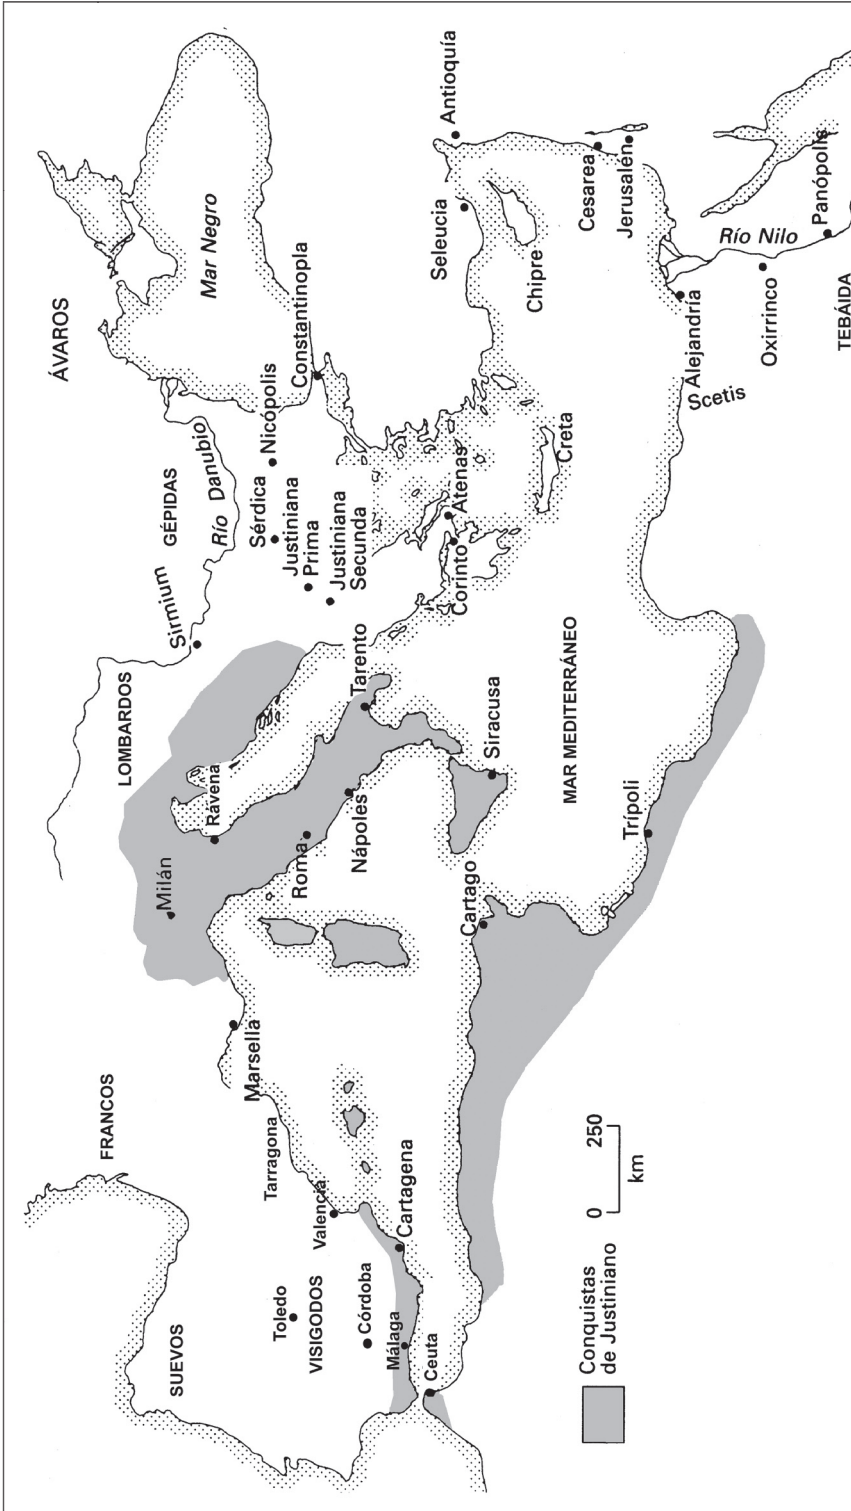 FRANCOS
SUEVOS
LOMBARDOS
GÉPIDAS
ÁVAROS
Sirmium
Río Danubio
Mar Negro
Milán
Rávena
Marsella
Tarragona
Toledo
VISIGODOS
Valencia
Córdoba
Málaga
Cartagena
Ceuta
Roma
Nápoles
Tarento
Siracusa
Cartago
Trípoli
MAR MEDITERRÁNEO
Sérdica
Nicópolis
Justiniana
Prima
Justiniana
Secunda
Constantinopla
Atenas
Corinto
Creta
Seleucia
Antioquía
Chipre
Cesarea
Jerusalén
Alejandría
Scetis
Río Nilo
Oxirrinco
Panópolis
TEBÁIDA
Conquistas
de Justiniano
0 250
km